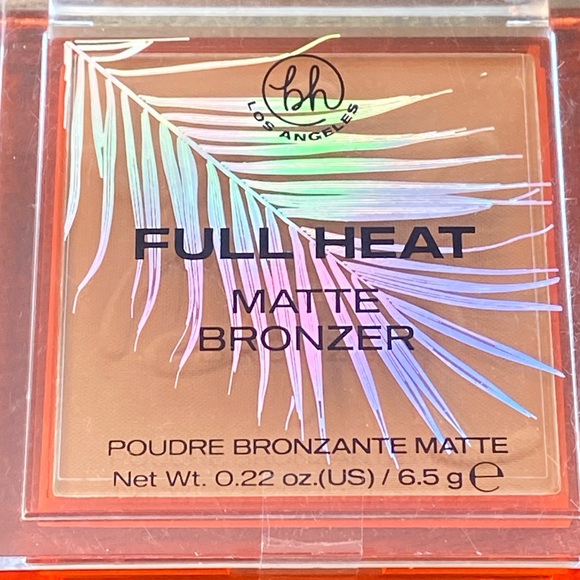 bh
LOS ANGELES
FULL HEAT
MATTE
BRONZER
POUDRE BRONZANTE MATTE
Net Wt. 0.22 oz.(US) / 6.5 g ℮